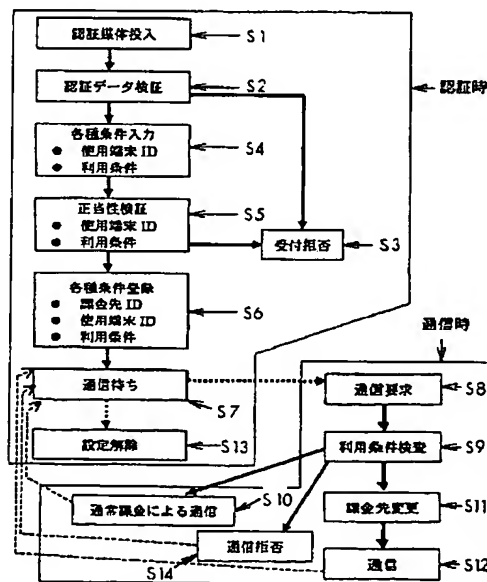 認証媒体投入
S1
認証データ検証
S2
認証時
各種条件入力
● 使用端末ID
● 利用条件
S4
正当性検証
● 使用端末ID
● 利用条件
S5
受付拒否
S3
各種条件登録
● 課金先ID
● 使用端末ID
● 利用条件
S6
通信時
通信待ち
S7
通信要求
S8
設定解除
S13
利用条件検査
S9
通常課金による通信
S10
課金先変更
S11
通信拒否
S14
通信
S12